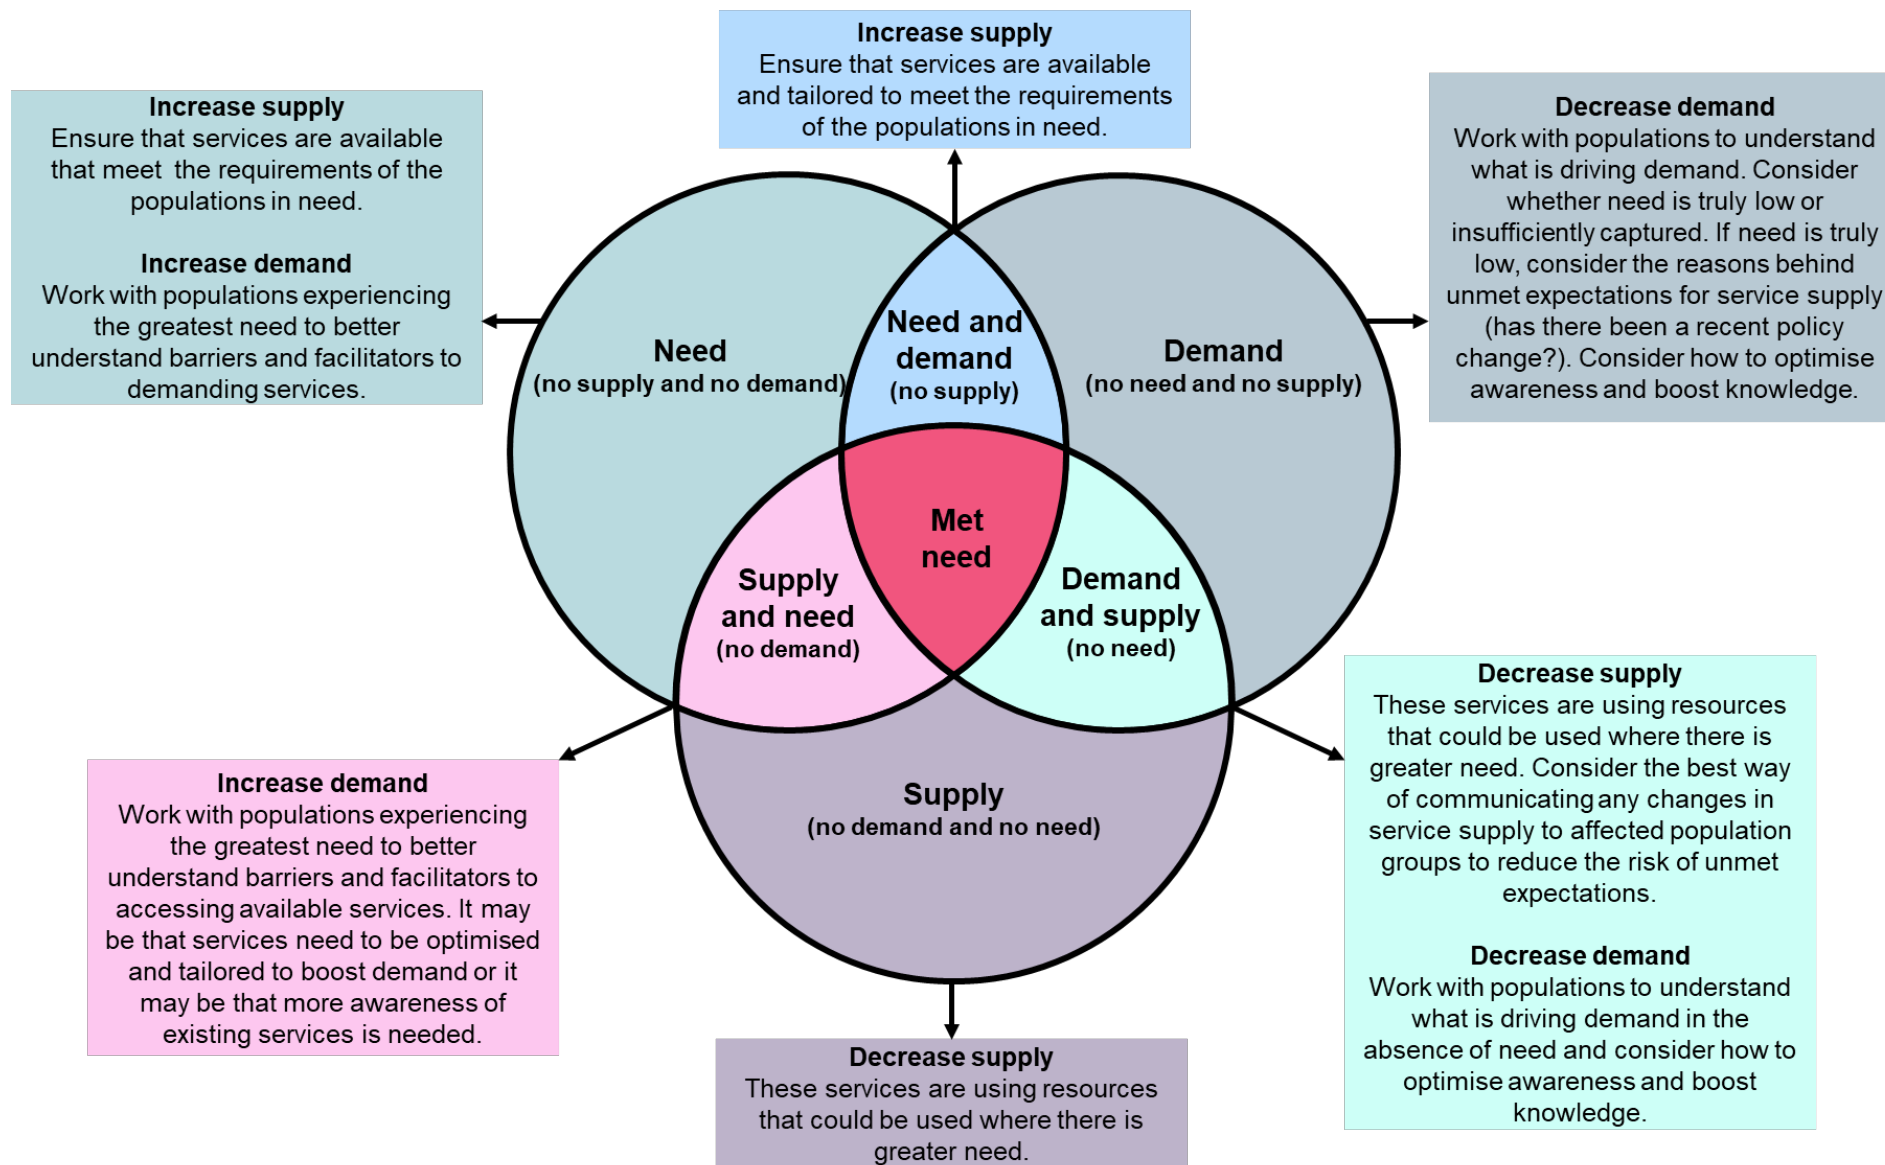 Increase supply
Ensure that services are available
and tailored to meet the requirements
of the populations in need.
Increase supply
Ensure that services are available
that meet the requirements of the
populations in need.
Increase demand
Work with populations experiencing
the greatest need to better
understand barriers and facilitators to
demanding services.
Decrease demand
Work with populations to understand
what is driving demand. Consider
whether need is truly low or
insufficiently captured. If need is truly
low, consider the reasons behind
unmet expectations for service supply
(has there been a recent policy
change?). Consider how to optimise
awareness and boost knowledge.
Need
(no supply and no demand)
Need and
demand
(no supply)
Demand
(no need and no supply)
Met
need
Supply
and need
(no demand)
Demand
and supply
(no need)
Supply
(no demand and no need)
Increase demand
Work with populations experiencing
the greatest need to better
understand barriers and facilitators to
accessing available services. It may
be that services need to be optimised
and tailored to boost demand or it
may be that more awareness of
existing services is needed.
Decrease supply
These services are using resources
that could be used where there is
greater need. Consider the best way
of communicating any changes in
service supply to affected population
groups to reduce the risk of unmet
expectations.
Decrease demand
Work with populations to understand
what is driving demand in the
absence of need and consider how to
optimise awareness and boost
knowledge.
Decrease supply
These services are using resources
that could be used where there is
greater need.